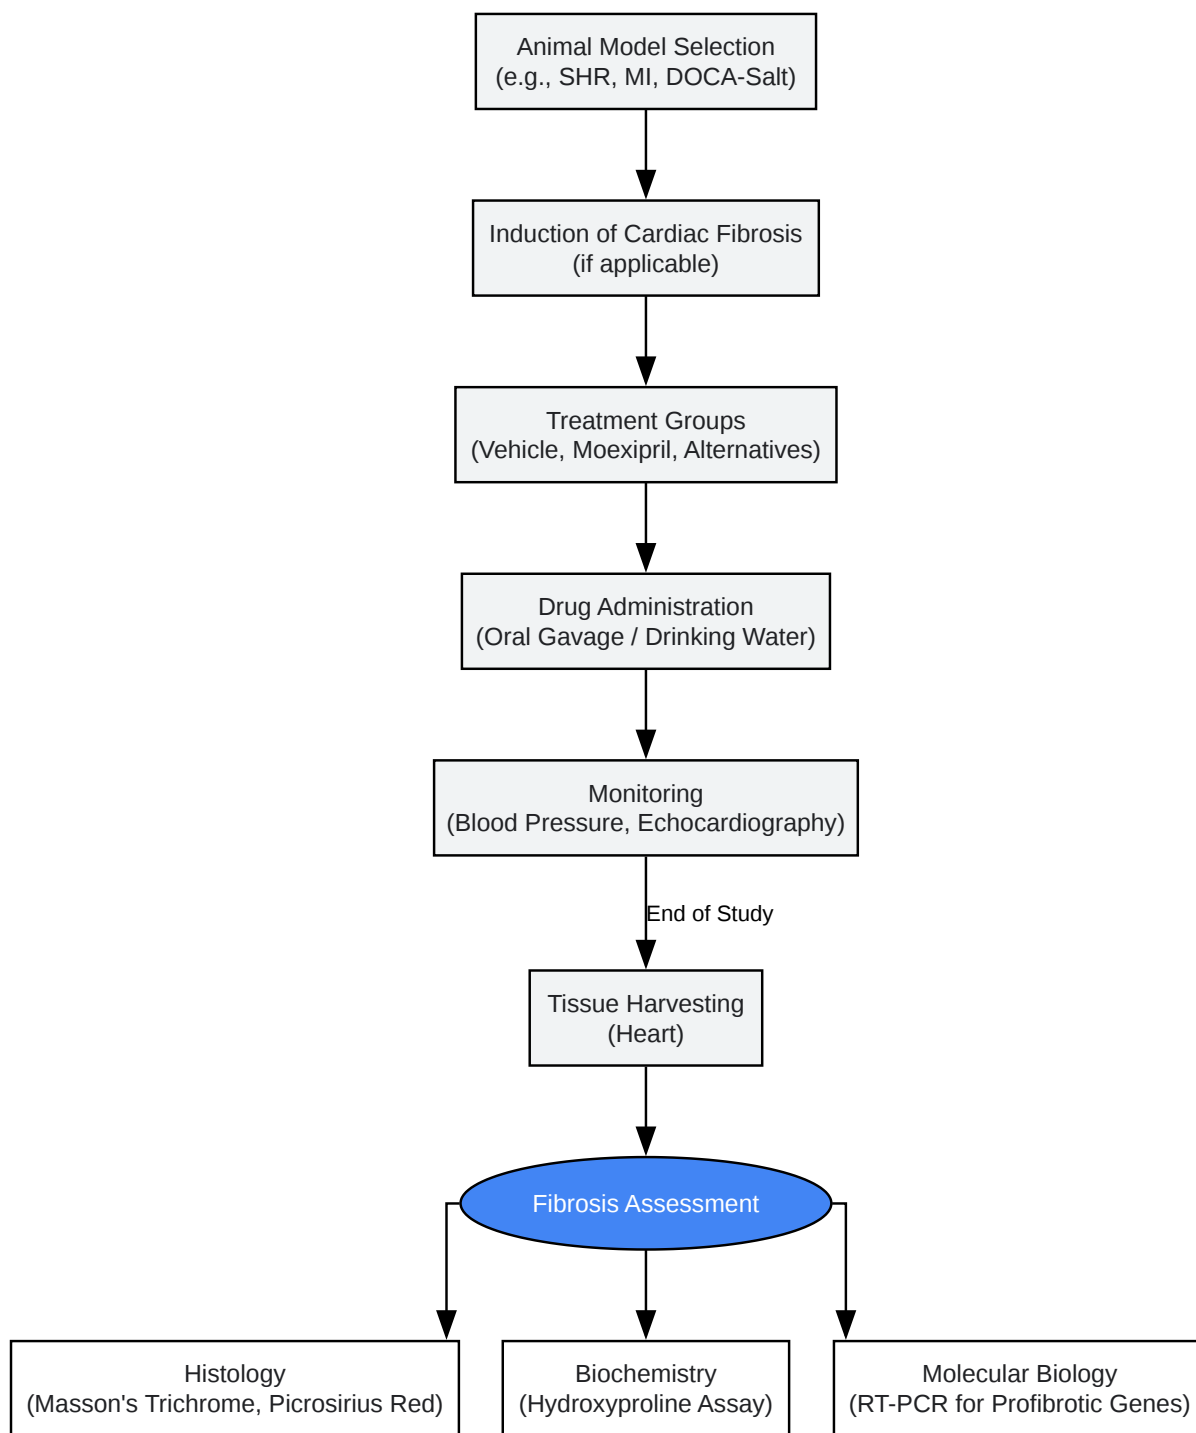 Animal Model Selection
(e.g., SHR, MI, DOCA-Salt)
Induction of Cardiac Fibrosis
(if applicable)
Treatment Groups
(Vehicle, Moexipril, Alternatives)
Drug Administration
(Oral Gavage / Drinking Water)
Monitoring
(Blood Pressure, Echocardiography)
End of Study
Tissue Harvesting
(Heart)
Fibrosis Assessment
Histology
(Masson's Trichrome, Picrosirius Red)
Biochemistry
(Hydroxyproline Assay)
Molecular Biology
(RT-PCR for Profibrotic Genes)